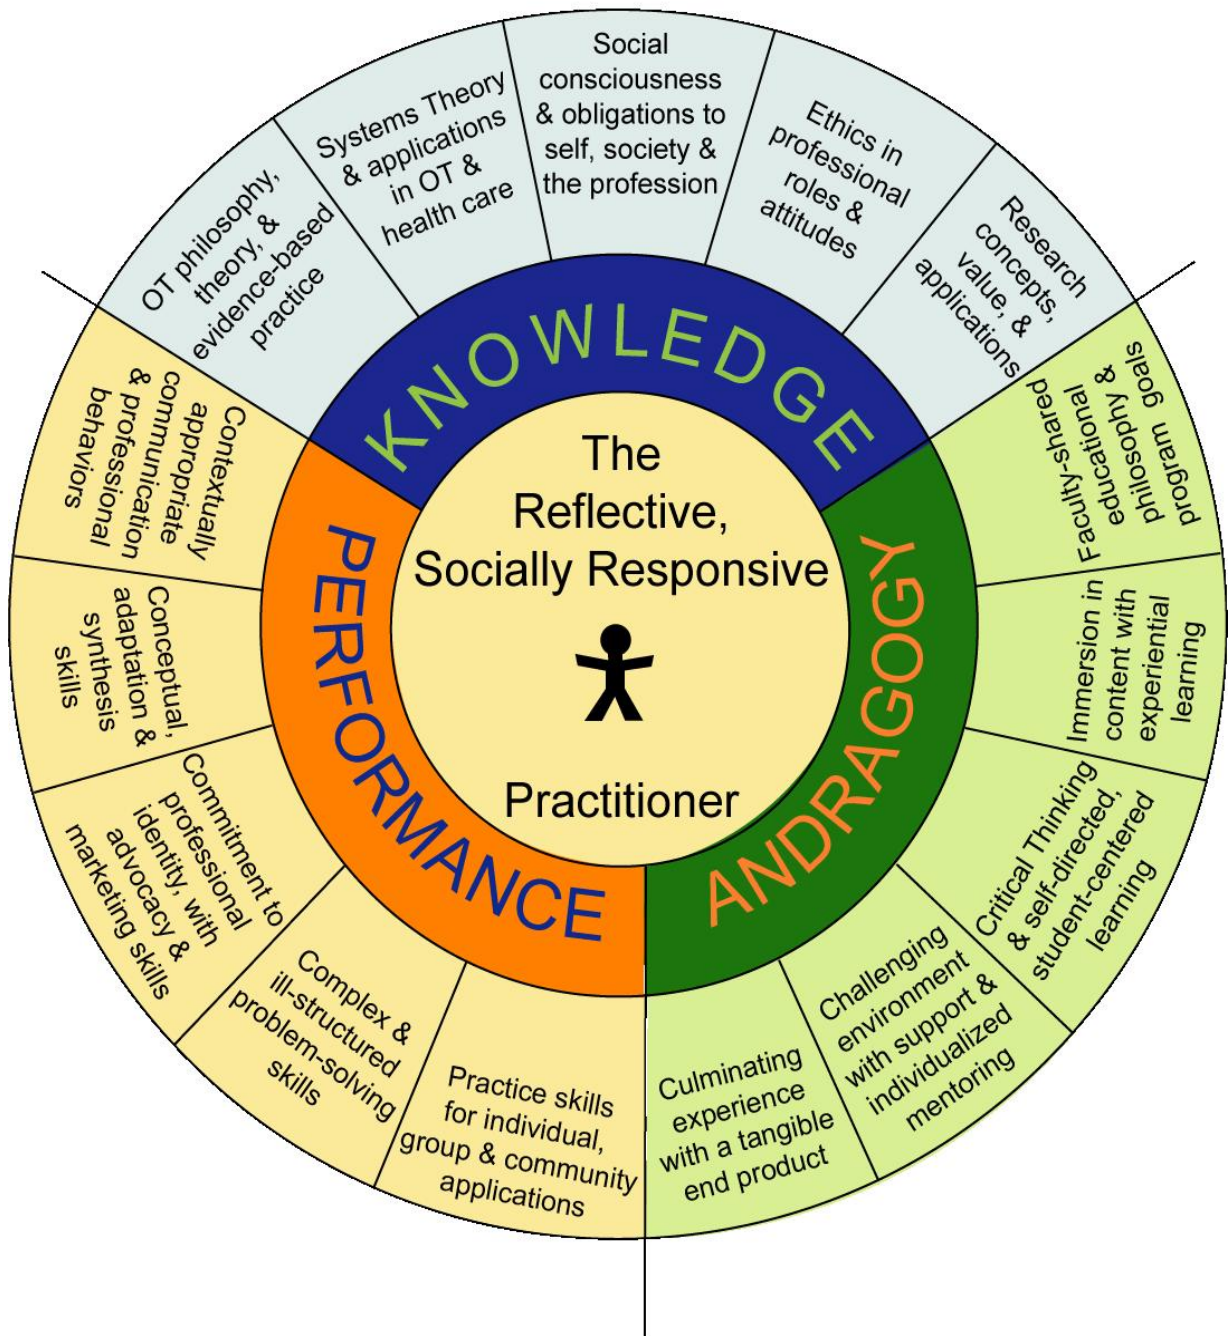 The
Reflective,
Socially Responsive
Practitioner
KNOWLEDGE
OT philosophy,
theory, &
evidence-based
practice
Systems Theory
& applications
in OT &
health care
Social
consciousness
& obligations to
self, society &
the profession
Ethics in
professional
roles &
attitudes
Research
concepts,
value, &
applications
ANDRAGOGY
Faculty-shared
educational
philosophy &
program goals
Immersion in
content with
experiential
learning
Critical Thinking
& self-directed,
student-centered
learning
Challenging
environment
with support &
individualized
mentoring
Culminating
experience
with a tangible
end product
PERFORMANCE
Contextually
appropriate
communication
& professional
behaviors
Conceptual,
adaptation &
synthesis
skills
Commitment to
professional
identity, with
advocacy &
marketing skills
Complex &
ill-structured
problem-solving
skills
Practice skills
for individual,
group & community
applications